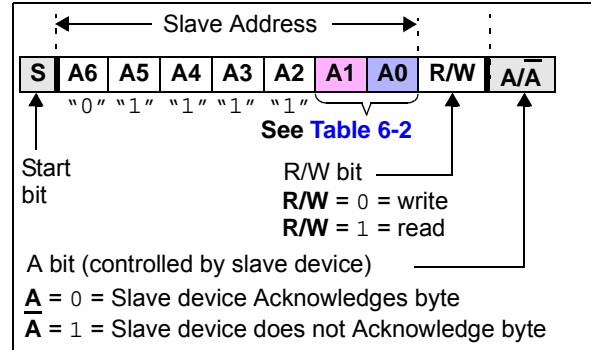 Slave Address
S A6 A5 A4 A3 A2 A1 A0 R/W A/A̅
"0" "1" "1" "1" "1"
See Table 6-2
Start bit
R/W bit
R/W = 0 = write
R/W = 1 = read
A bit (controlled by slave device)
A = 0 = Slave device Acknowledges byte
A̅ = 1 = Slave device does not Acknowledge byte